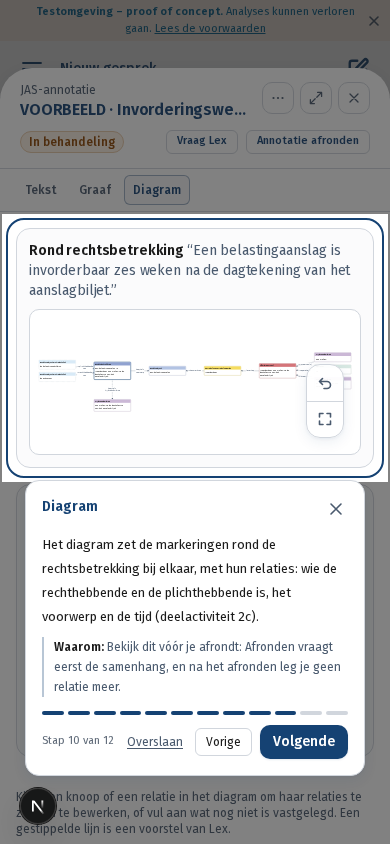 Testomgeving – proof of concept. Analyses kunnen verloren
gaan. Lees de voorwaarden
Nieuw gesprek
JAS-annotatie
VOORBEELD · Invorderingswe...
In behandeling
Vraag Lex
Annotatie afronden
Tekst
Graaf
Diagram
Rond rechtsbetrekking “Een belastingaanslag is
invorderbaar zes weken na de dagtekening van het
aanslagbiljet.”
Diagram
Het diagram zet de markeringen rond de
rechtsbetrekking bij elkaar, met hun relaties: wie de
rechthebbende en de plichthebbende is, het
voorwerp en de tijd (deelactiviteit 2c).
Waarom: Bekijk dit vóór je afrondt: Afronden vraagt
eerst de samenhang, en na het afronden leg je geen
relatie meer.
Stap 10 van 12
Overslaan
Vorige
Volgende
knoop of een relatie in het diagram om haar relaties te
te bewerken, of vul aan wat nog niet is vastgelegd. Een
gestippelde lijn is een voorstel van Lex.
N